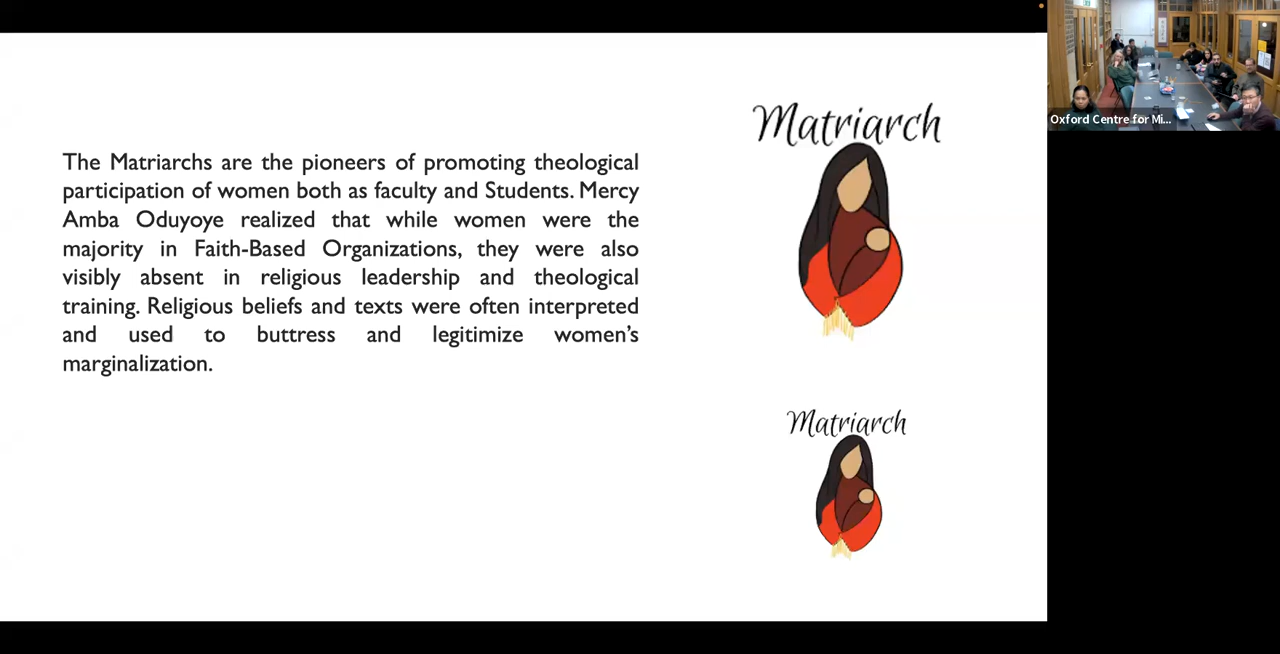 The Matriarchs are the pioneers of promoting theological
participation of women both as faculty and Students. Mercy
Amba Oduyoye realized that while women were the
majority in Faith-Based Organizations, they were also
visibly absent in religious leadership and theological
training. Religious beliefs and texts were often interpreted
and used to buttress and legitimize women’s
marginalization.
Matriarch
Matriarch
Oxford Centre for Mi...